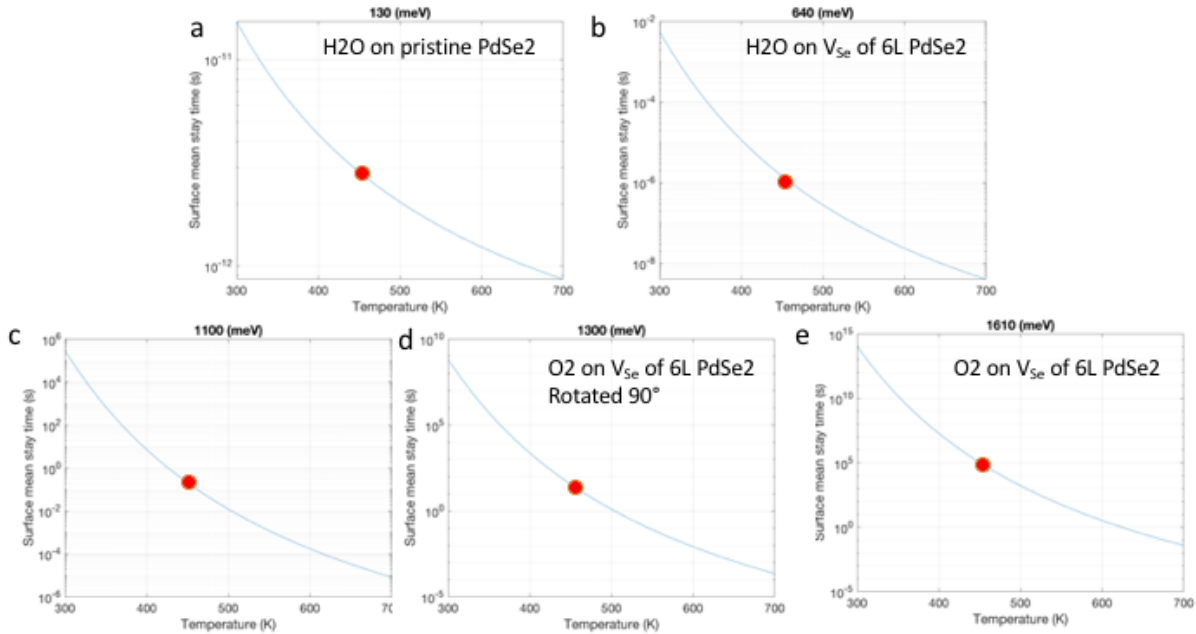 a
130 (meV)
H2O on pristine PdSe2
Surface mean stay time (s)
10^-11
10^-12
300
400
500
600
700
Temperature (K)
b
640 (meV)
H2O on V_Se of 6L PdSe2
Surface mean stay time (s)
10^-2
10^-4
10^-6
10^-8
300
400
500
600
700
Temperature (K)
c
1100 (meV)
Surface mean stay time (s)
10^6
10^4
10^2
10^0
10^-2
10^-4
10^-6
300
400
500
600
70
Temperature (K)
d
1300 (meV)
O2 on V_Se of 6L PdSe2
Rotated 90°
Surface mean stay time (s)
10^10
10^5
10^0
10^-5
300
400
500
600
700
Temperature (K)
e
1610 (meV)
O2 on V_Se of 6L PdSe2
Surface mean stay time (s)
10^15
10^10
10^5
10^0
10^-5
300
400
500
600
700
Temperature (K)